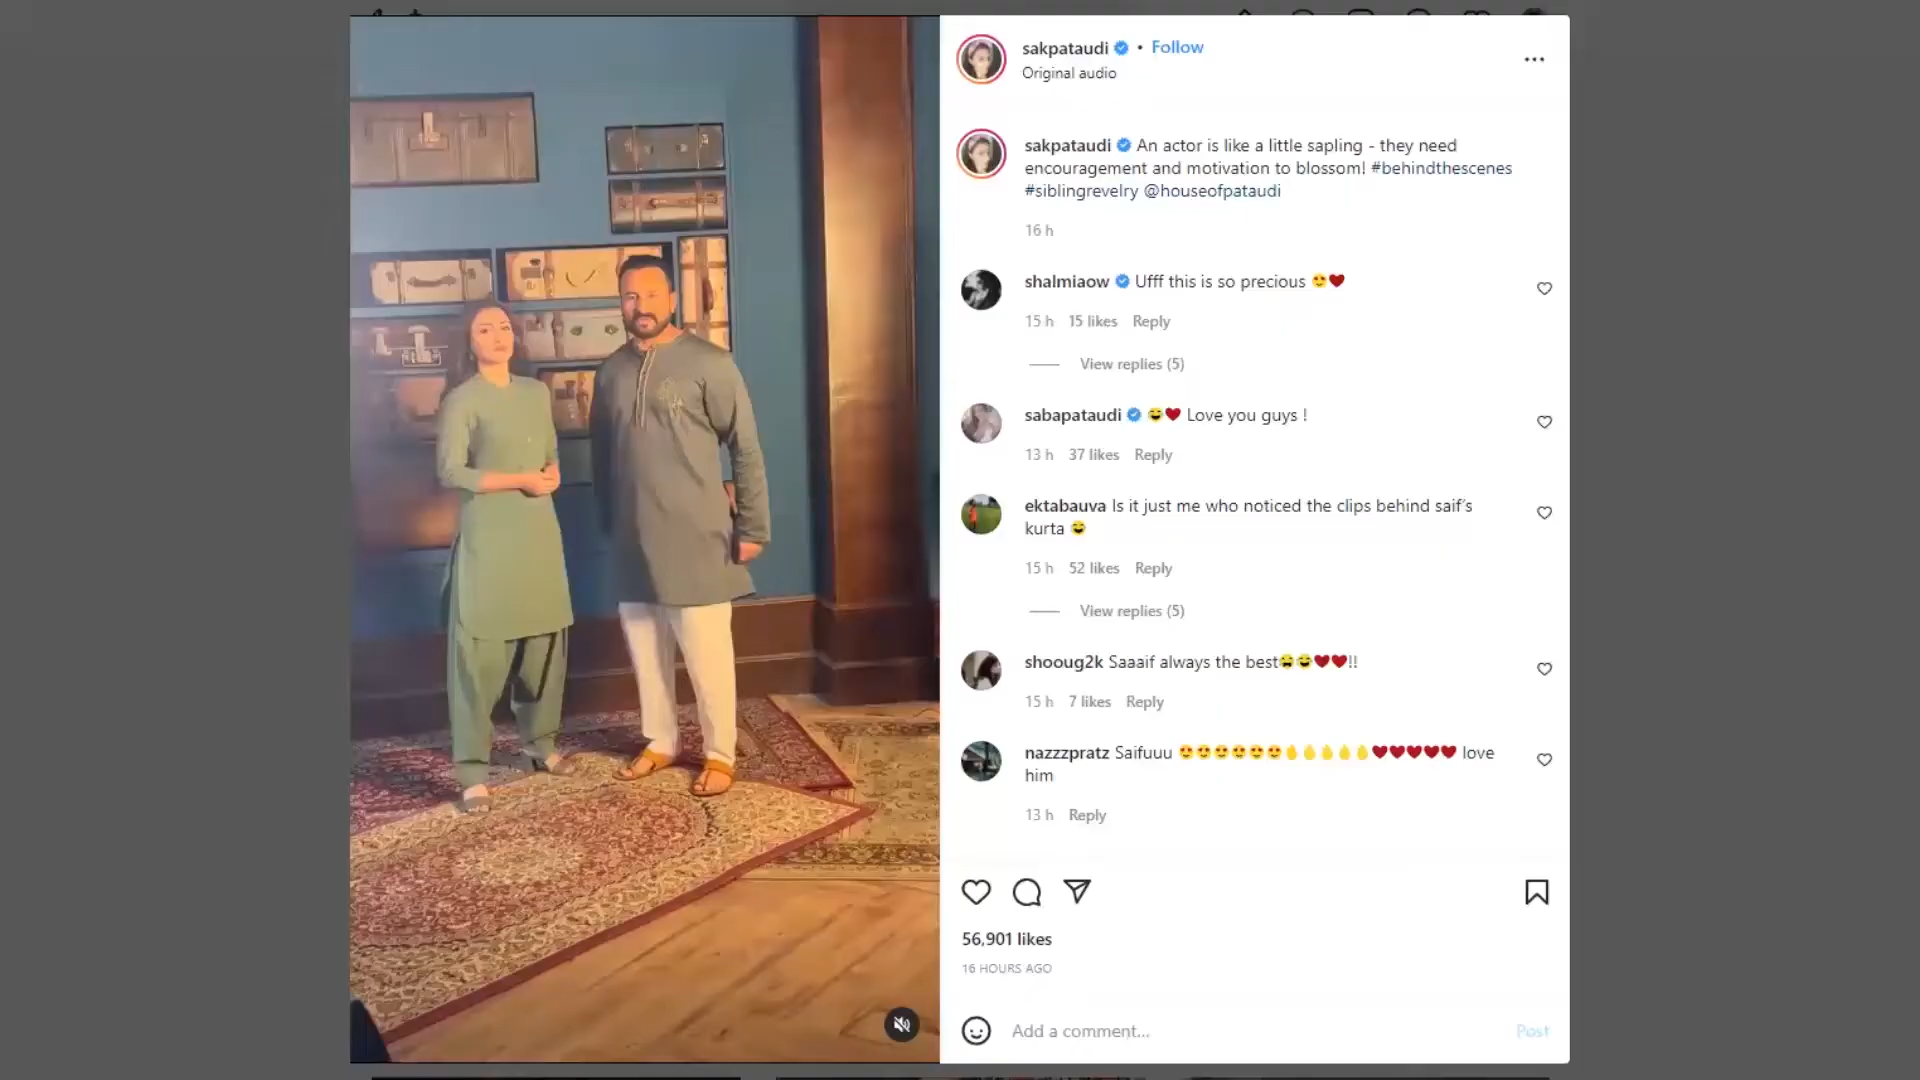 sakpataudi • Follow
Original audio
sakpataudi An actor is like a little sapling - they need
encouragement and motivation to blossom! #behindthescenes
#siblingrevelry @houseofpataudi
16 h
shalmiaow Ufff this is so precious 😍❤
15 h 15 likes Reply
View replies (5)
sabapataudi 😂❤ Love you guys !
13 h 37 likes Reply
ektabauva Is it just me who noticed the clips behind saif’s
kurta 😂
15 h 52 likes Reply
View replies (5)
shooug2k Saaaif always the best😂😂❤❤!!
15 h 7 likes Reply
nazzzpratz Saifuuu 😍😍😍😍😍😍👌👌👌👌👌❤❤❤❤❤ love
him
13 h Reply
56,901 likes
16 HOURS AGO
Add a comment... Post